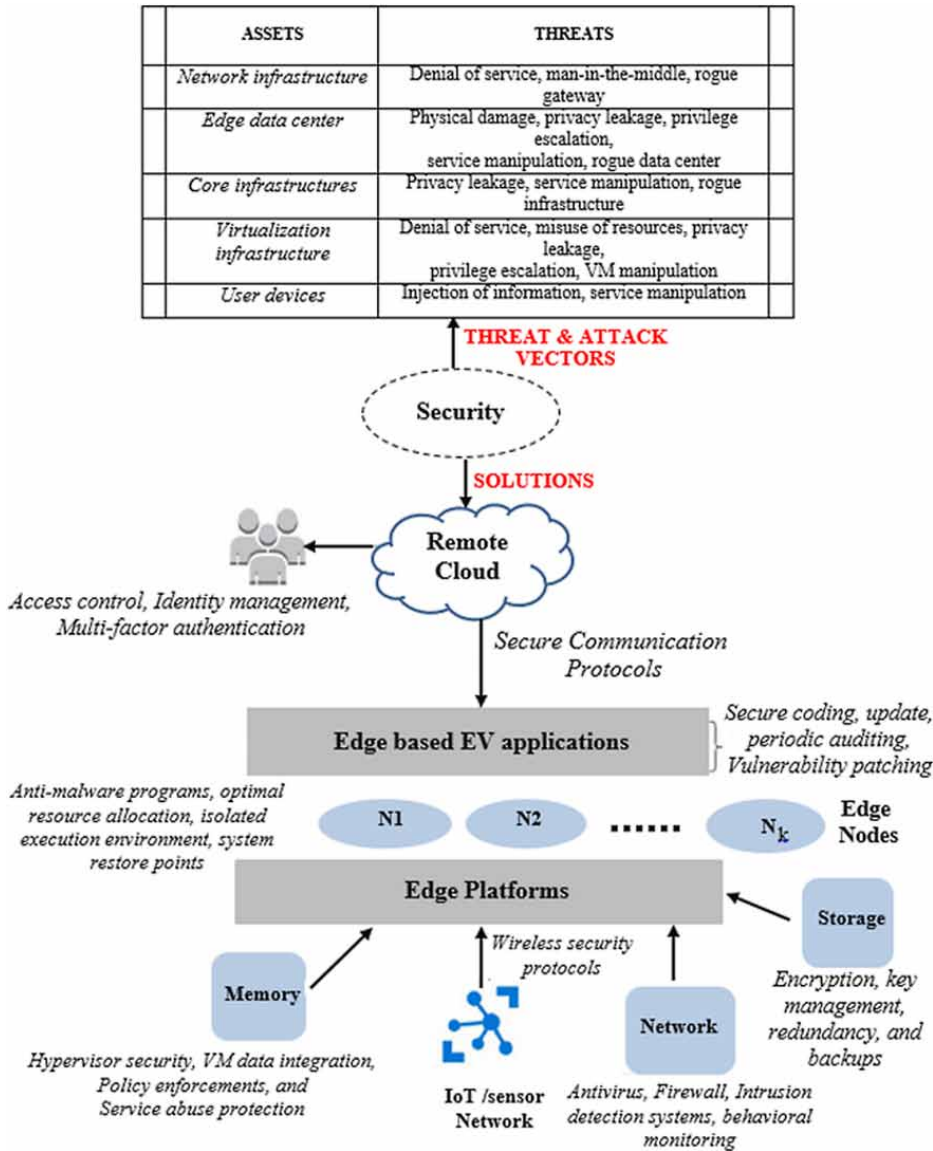 ASSETS THREATS
Network infrastructure Denial of service, man-in-the-middle, rogue
gateway
Edge data center Physical damage, privacy leakage, privilege
escalation,
service manipulation, rogue data center
Core infrastructures Privacy leakage, service manipulation, rogue
infrastructure
Virtualization Denial of service, misuse of resources, privacy
infrastructure leakage,
privilege escalation, VM manipulation
User devices Injection of information, service manipulation
THREAT & ATTACK
VECTORS
Security
SOLUTIONS
Remote
Cloud
Access control, Identity management,
Multi-factor authentication
Secure Communication
Protocols
Edge based EV applications
Secure coding, update,
periodic auditing,
Vulnerability patching
Anti-malware programs, optimal
resource allocation, isolated
execution environment, system
restore points
N1 N2 ...... Nk
Edge
Nodes
Edge Platforms
Storage
Encryption, key
management,
redundancy, and
backups
Wireless security
protocols
Memory
Hypervisor security, VM data integration,
Policy enforcements, and
Service abuse protection
IoT /sensor
Network
Network
Antivirus, Firewall, Intrusion
detection systems, behavioral
monitoring